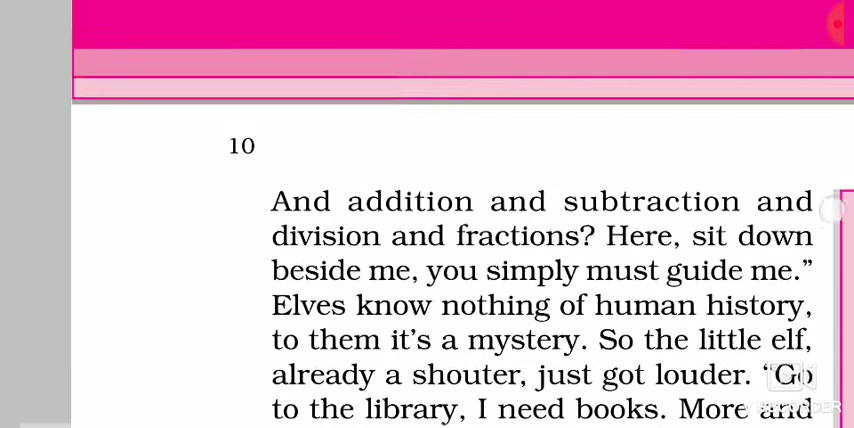 10
And addition and subtraction and
division and fractions? Here, sit down
beside me, you simply must guide me.”
Elves know nothing of human history,
to them it’s a mystery. So the little elf,
already a shouter, just got louder. “Go
to the library, I need books. More and
RECORDER